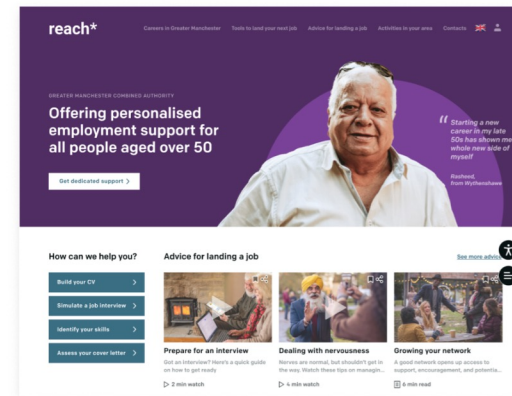 reach*
Careers in Greater Manchester
Tools to land your next job
Advice for landing a job
Activities in your area
Contacts
GREATER MANCHESTER COMBINED AUTHORITY
Offering personalised
employment support for
all people aged over 50
Get dedicated support
“ Starting a new
career in my late
50s has shown me
whole new side of
myself
Rasheed,
from Wythenshawe
How can we help you?
Build your CV
Simulate a job interview
Identify your skills
Assess your cover letter
Advice for landing a job
See more advice
Prepare for an interview
Got an interview? Here's a quick guide
on how to get ready
2 min watch
Dealing with nervousness
Nerves are normal, but shouldn't get in
the way. Watch these tips on managin...
4 min watch
Growing your network
A good network opens up access to
support, encouragement, and potentia...
6 min read